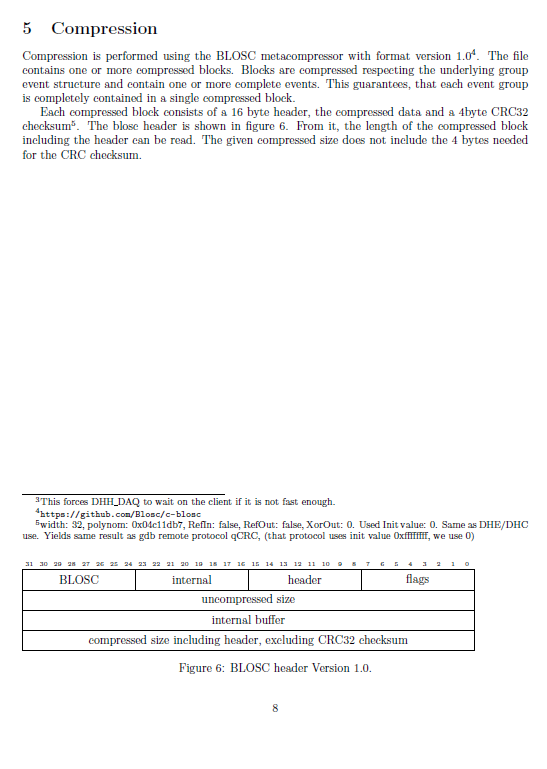 5 Compression
Compression is performed using the BLOSC metacompressor with format version 1.0⁴. The file
contains one or more compressed blocks. Blocks are compressed respecting the underlying group
event structure and contain one or more complete events. This guarantees, that each event group
is completely contained in a single compressed block.
Each compressed block consists of a 16 byte header, the compressed data and a 4byte CRC32
checksum⁵. The blosc header is shown in figure 6. From it, the length of the compressed block
including the header can be read. The given compressed size does not include the 4 bytes needed
for the CRC checksum.
³This forces DHH_DAQ to wait on the client if it is not fast enough.
⁴https://github.com/Blosc/c-blosc
⁵width: 32, polynom: 0x04c11db7, RefIn: false, RefOut: false, XorOut: 0. Used Init value: 0. Same as DHE/DHC
use. Yields same result as gdb remote protocol qCRC, (that protocol uses init value 0xffffffff, we use 0)
31 30 29 28 27 26 25 24 23 22 21 20 19 18 17 16 15 14 13 12 11 10 9 8 7 6 5 4 3 2 1 0
BLOSC internal header flags
uncompressed size
internal buffer
compressed size including header, excluding CRC32 checksum
Figure 6: BLOSC header Version 1.0.
8